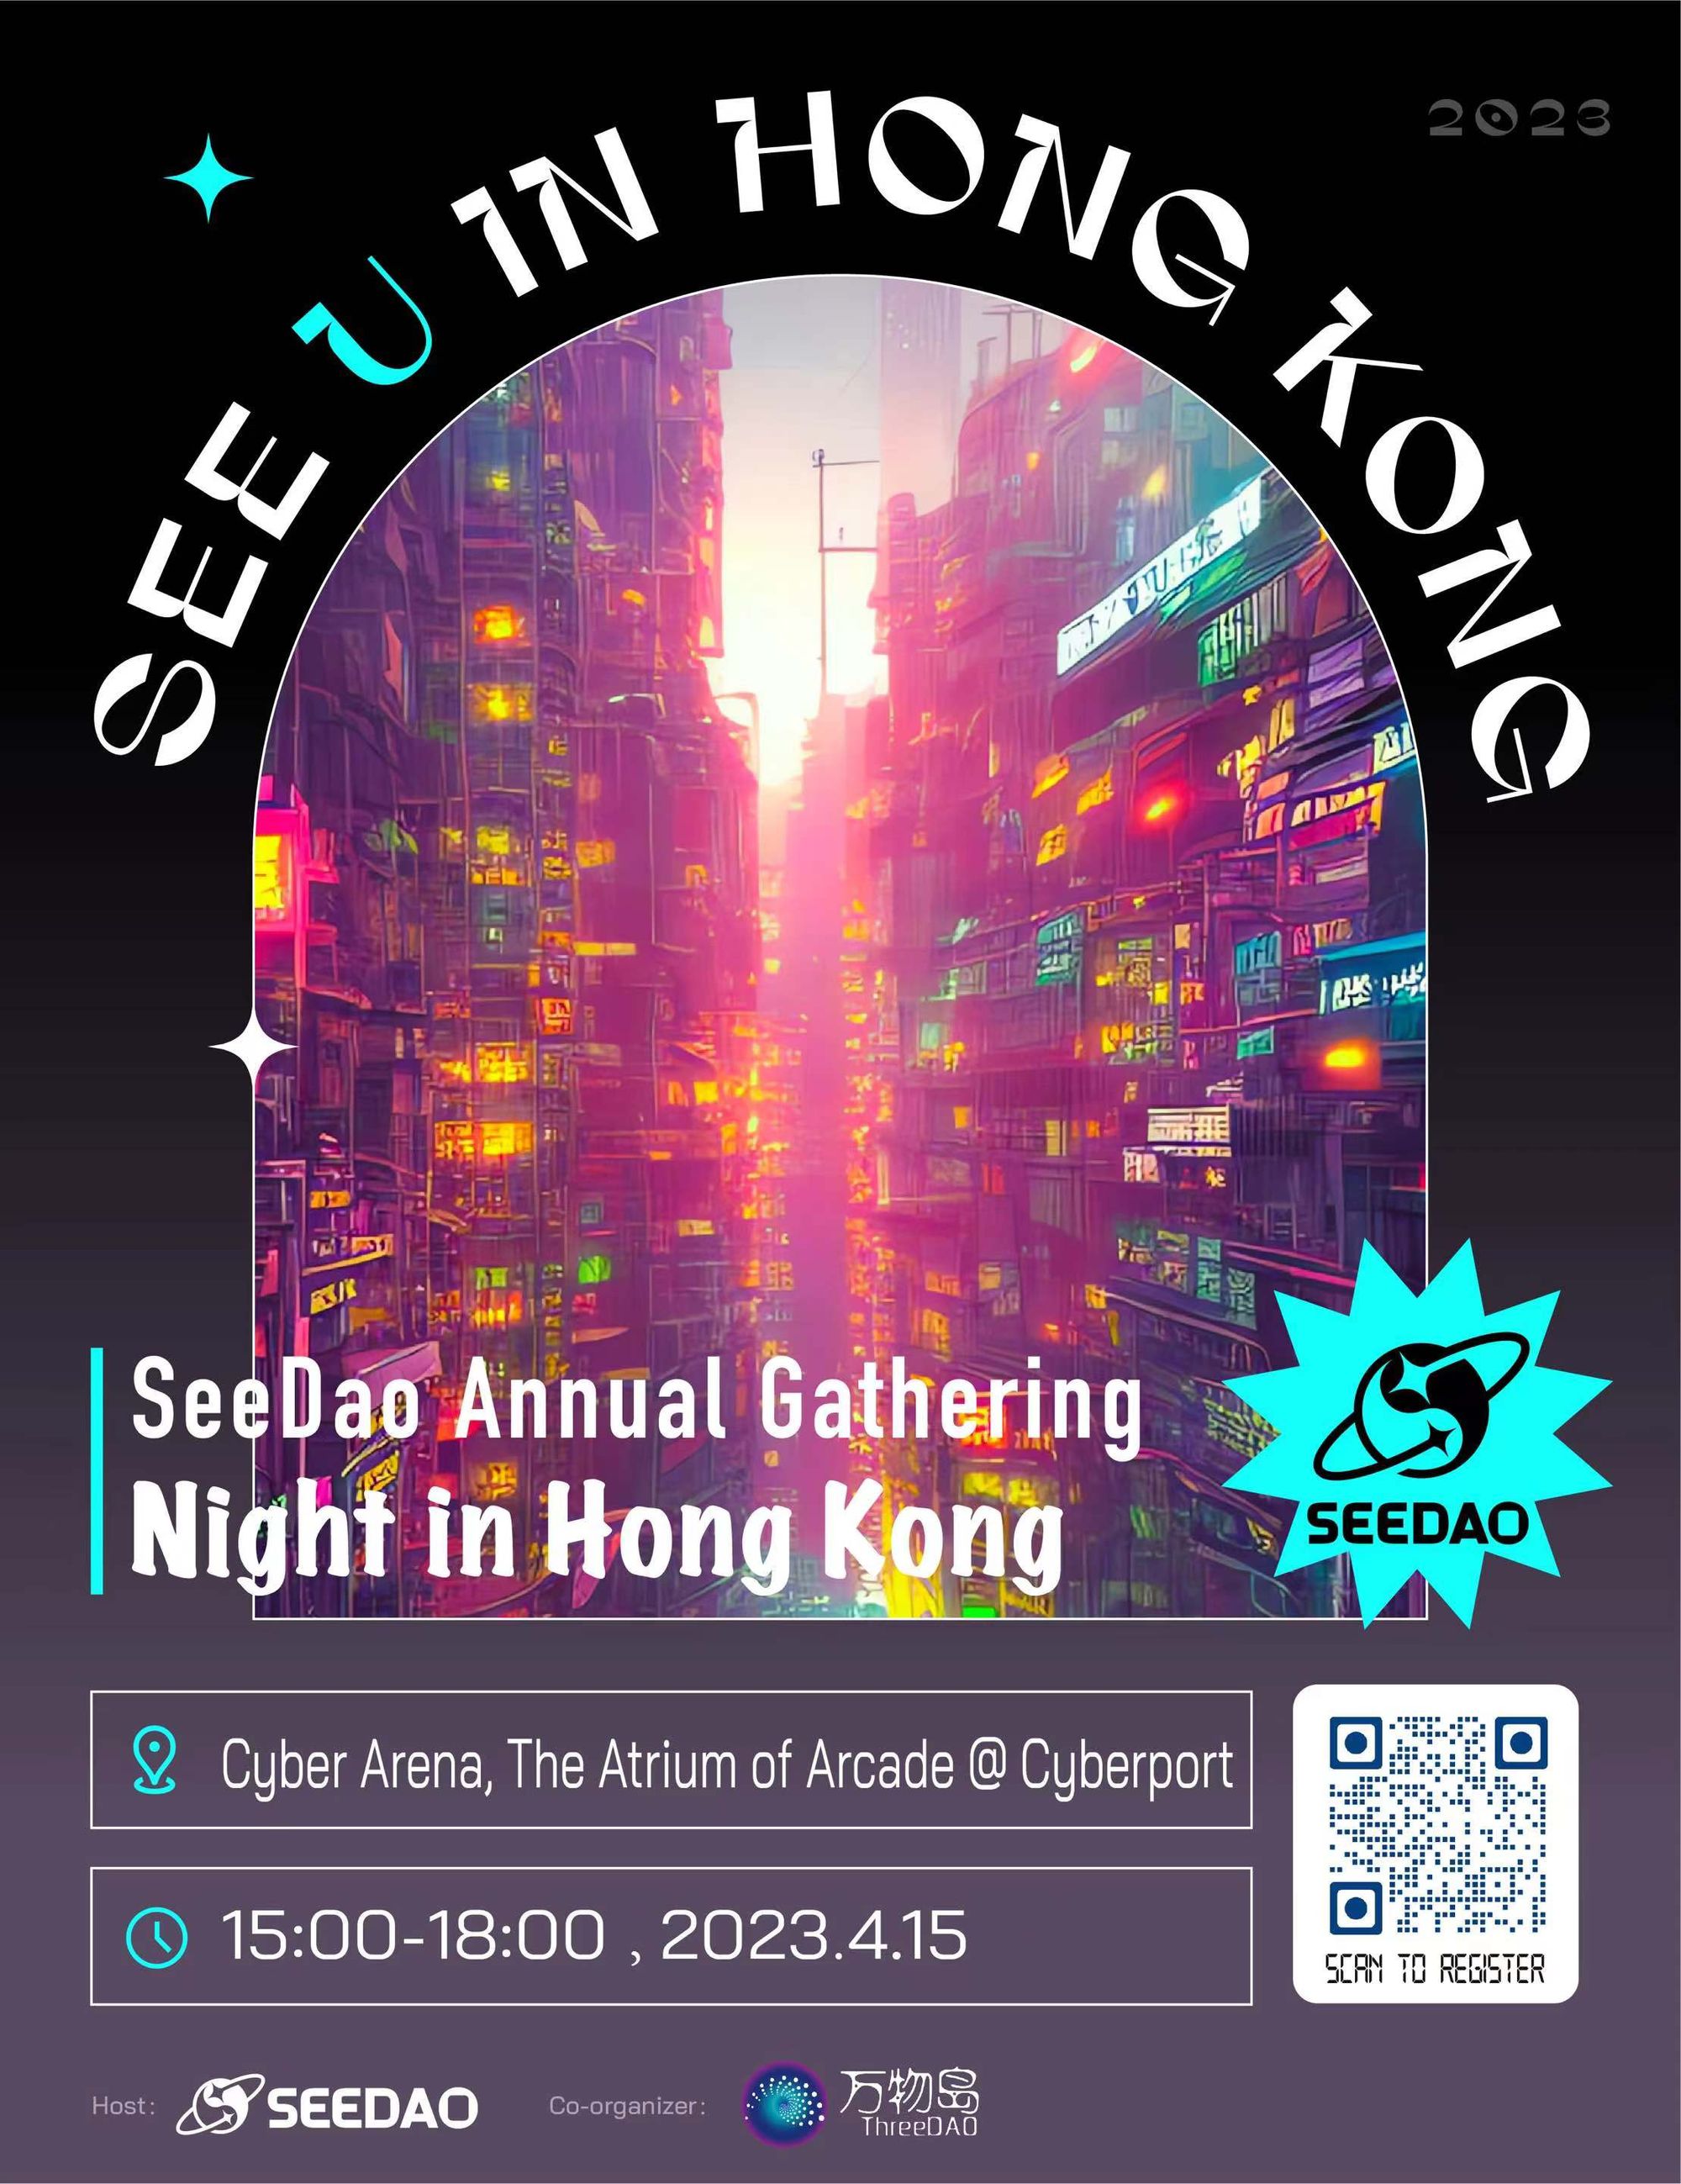 2023
SEE U IN HONG KONG
SeeDao Annual Gathering
Night in Hong Kong
SEEDAO
Cyber Arena, The Atrium of Arcade @ Cyberport
15:00-18:00 , 2023.4.15
SCAN TO REGISTER
Host: SEEDAO Co-organizer: 万物岛
ThreeDAO